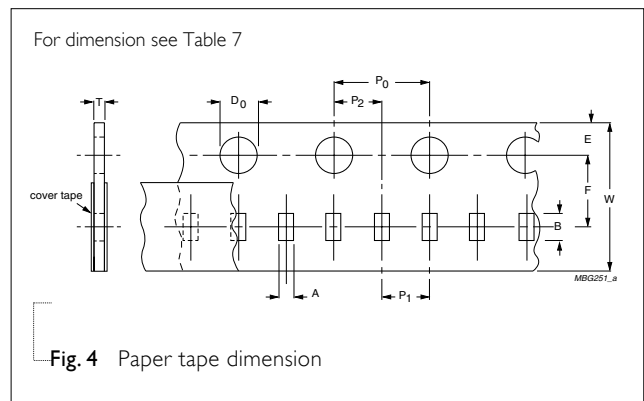 For dimension see Table 7
P0
D0
P2
T
E
F
W
cover tape
B
A
P1
MBG251_a
Fig. 4 Paper tape dimension